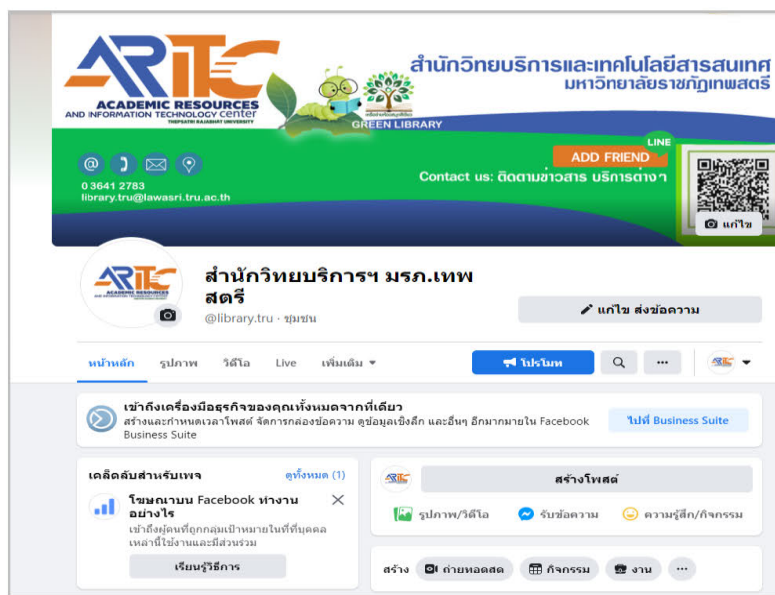 ARiTC
ACADEMIC RESOURCES
AND INFORMATION TECHNOLOGY Center
THEPSATRI RAJABHAT UNIVERSITY
GREEN LIBRARY
สำนักวิทยบริการและเทคโนโลยีสารสนเทศ
มหาวิทยาลัยราชภัฏเทพสตรี
LINE
ADD FRIEND
Contact us: ติดตามข่าวสาร บริการต่าง ๆ
0 3641 2783
library.tru@lawasri.tru.ac.th
แก้ไข
ARiTC
สำนักวิทยบริการฯ มรภ.เทพ
สตรี
@library.tru · ชุมชน
แก้ไข ส่งข้อความ
หน้าหลัก รูปภาพ วิดีโอ Live เพิ่มเติม
โปรโมท
เข้าถึงเครื่องมือธุรกิจของคุณทั้งหมดจากที่เดียว
สร้างและกำหนดเวลาโพสต์ จัดการกล่องข้อความ ดูข้อมูลเชิงลึก และอื่นๆ อีกมากมายใน Facebook
Business Suite
ไปที่ Business Suite
เคล็ดลับสำหรับเพจ ดูทั้งหมด (1)
โฆษณาบน Facebook ทำงาน
อย่างไร
เข้าถึงผู้คนที่ถูกกลุ่มเป้าหมายในที่ที่บุคคล
เหล่านี้ใช้งานและมีส่วนร่วม
เรียนรู้วิธีการ
สร้างโพสต์
รูปภาพ/วิดีโอ รับข้อความ ความรู้สึก/กิจกรรม
สร้าง ถ่ายทอดสด กิจกรรม งาน